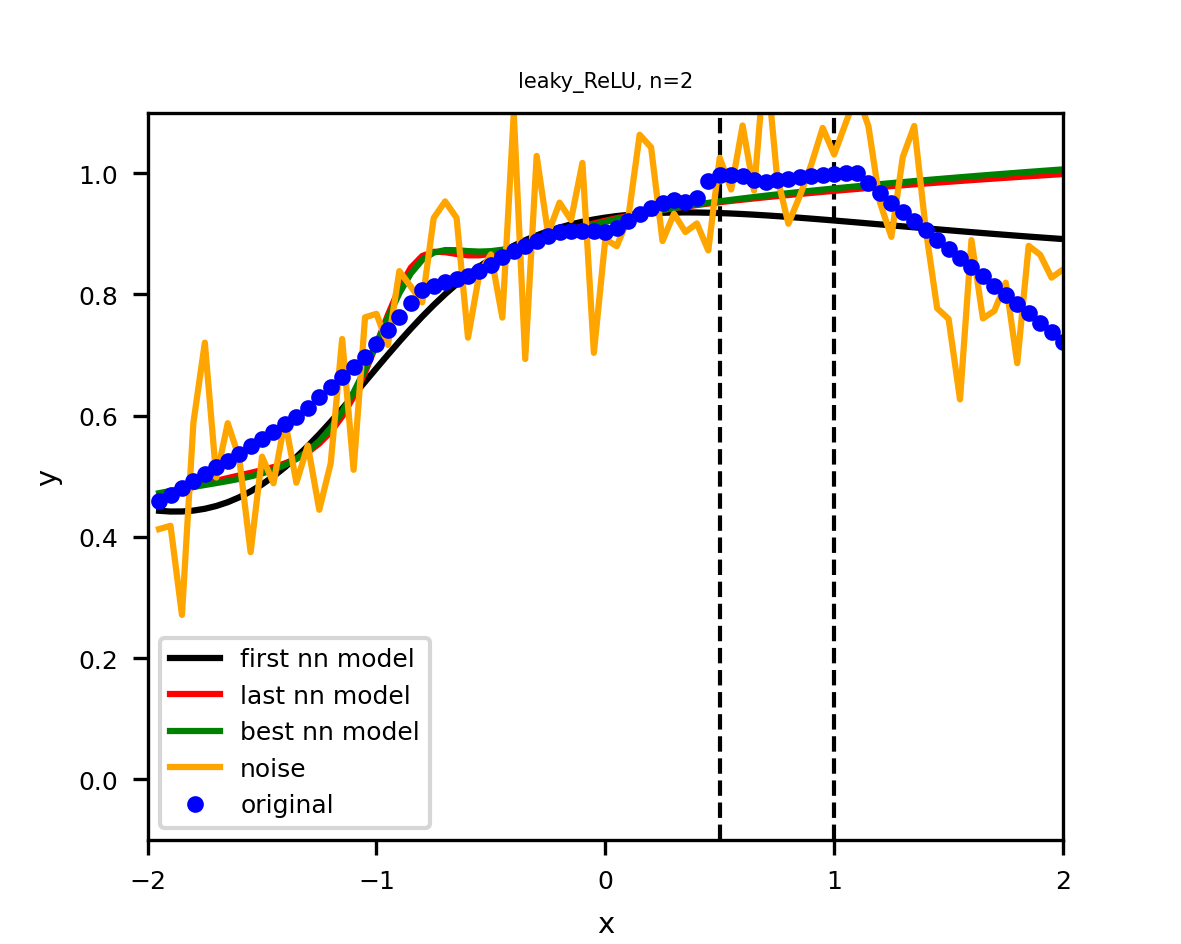 leaky_ReLU, n=2
y
1.0
0.8
0.6
0.4
0.2
0.0
first nn model
last nn model
best nn model
noise
original
−2
−1
0
1
2
x